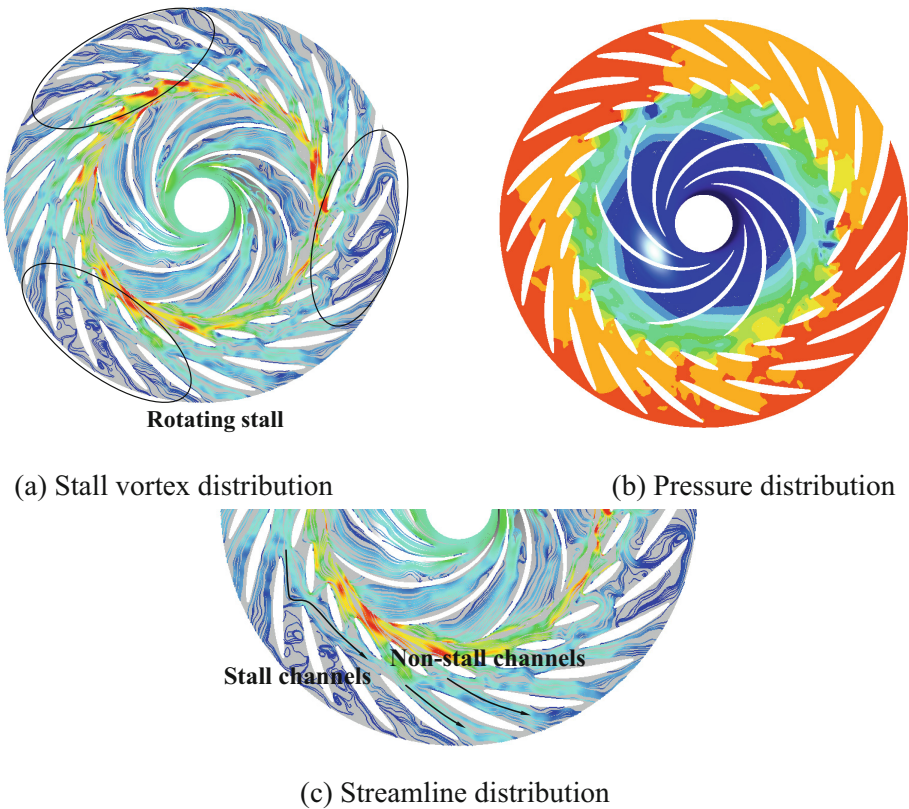 Rotating stall
(a) Stall vortex distribution
(b) Pressure distribution
Non-stall channels
Stall channels
(c) Streamline distribution